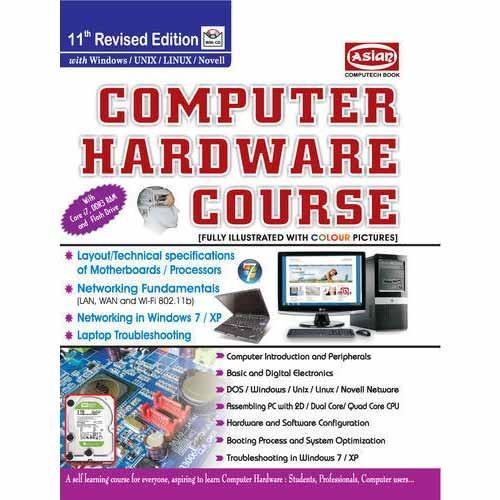 11th Revised Edition
with Windows / UNIX / LINUX / Novell
Asian
COMPUTECH BOOK
COMPUTER
HARDWARE
COURSE
With
Core i7, DDR3 RAM
and Flash Drive
[FULLY ILLUSTRATED WITH COLOUR PICTURES]
Layout/Technical specifications
of Motherboards / Processors
7
Networking Fundamentals
(LAN, WAN and Wi-Fi 802.11b)
Networking in Windows 7 / XP
Laptop Troubleshooting
Computer Introduction and Peripherals
Basic and Digital Electronics
DOS / Windows / Unix / Linux / Novell Netware
Assembling PC with 2D / Dual Core/ Quad Core CPU
Hardware and Software Configuration
Booting Process and System Optimization
Troubleshooting in Windows 7 / XP
A self learning course for everyone, aspiring to learn Computer Hardware : Students, Professionals, Computer users...